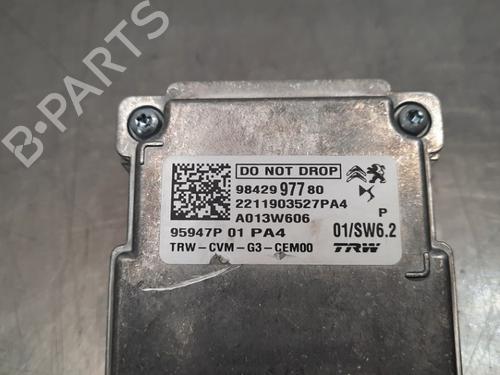 B-PARTS
DO NOT DROP
98429 977 80
2211903527PA4
A013W606
P
95947P 01 PA4
01/SW6.2
TRW-CVM-G3-CEM00
TRW